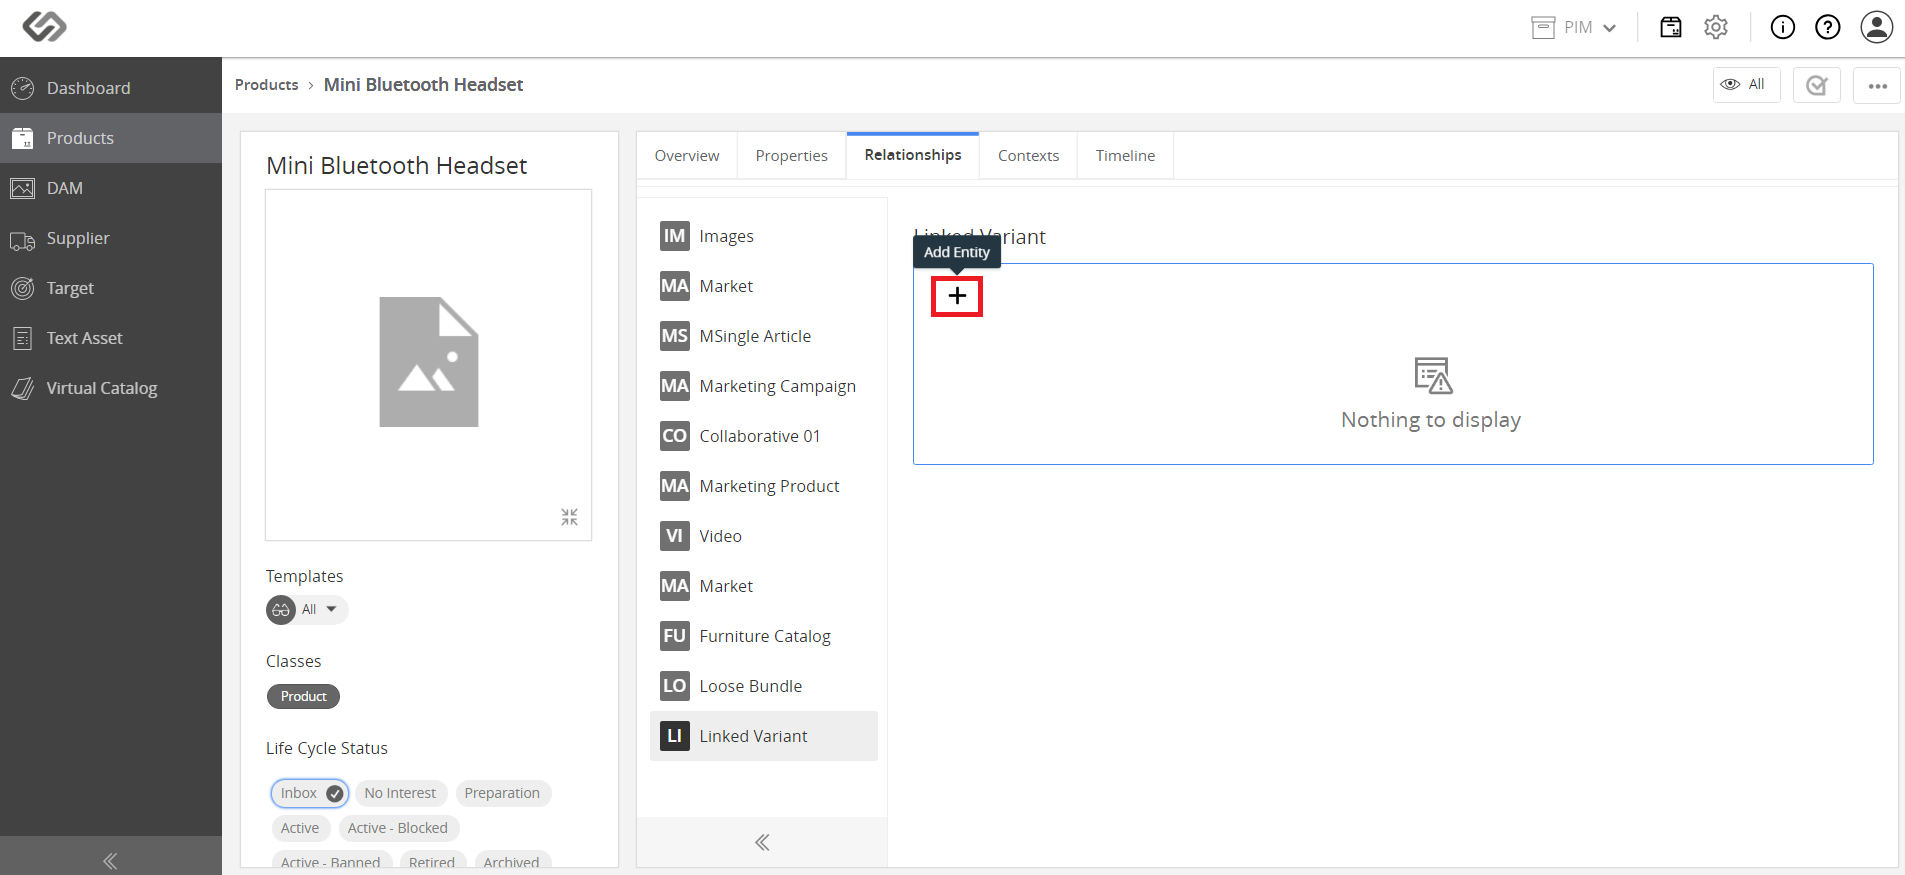 PIM
Dashboard
Products
DAM
Supplier
Target
Text Asset
Virtual Catalog
Products › Mini Bluetooth Headset
All
Mini Bluetooth Headset
Templates
All
Classes
Product
Life Cycle Status
Inbox No Interest Preparation
Active Active - Blocked
Active - Banned Retired Archived
Overview Properties Relationships Contexts Timeline
IM Images
MA Market
MS MSingle Article
MA Marketing Campaign
CO Collaborative 01
MA Marketing Product
VI Video
MA Market
FU Furniture Catalog
LO Loose Bundle
LI Linked Variant
Linked Variant
Add Entity
Nothing to display